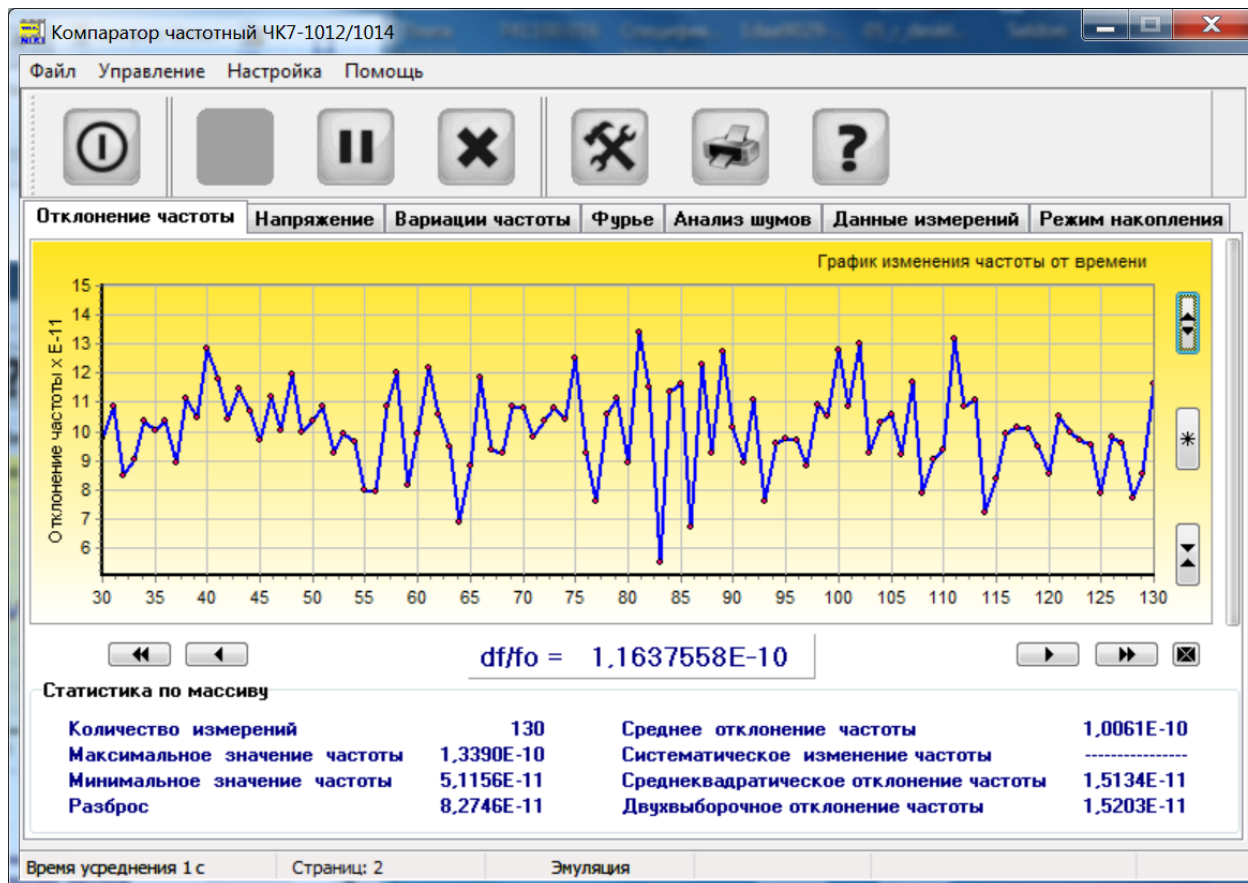 Компаратор частотный ЧК7-1012/1014
Файл Управление Настройка Помощь
Отклонение частоты Напряжение Вариации частоты Фурье Анализ шумов Данные измерений Режим накопления
График изменения частоты от времени
Отклонение частоты x E-11
15
14
13
12
11
10
9
8
7
6
30 35 40 45 50 55 60 65 70 75 80 85 90 95 100 105 110 115 120 125 130
df/fo = 1,1637558E-10
Статистика по массиву
Количество измерений 130 Среднее отклонение частоты 1,0061E-10
Максимальное значение частоты 1,3390E-10 Систематическое изменение частоты ---------------
Минимальное значение частоты 5,1156E-11 Среднеквадратическое отклонение частоты 1,5134E-11
Разброс 8,2746E-11 Двухвыборочное отклонение частоты 1,5203E-11
Время усреднения 1 с Страниц: 2 Эмуляция